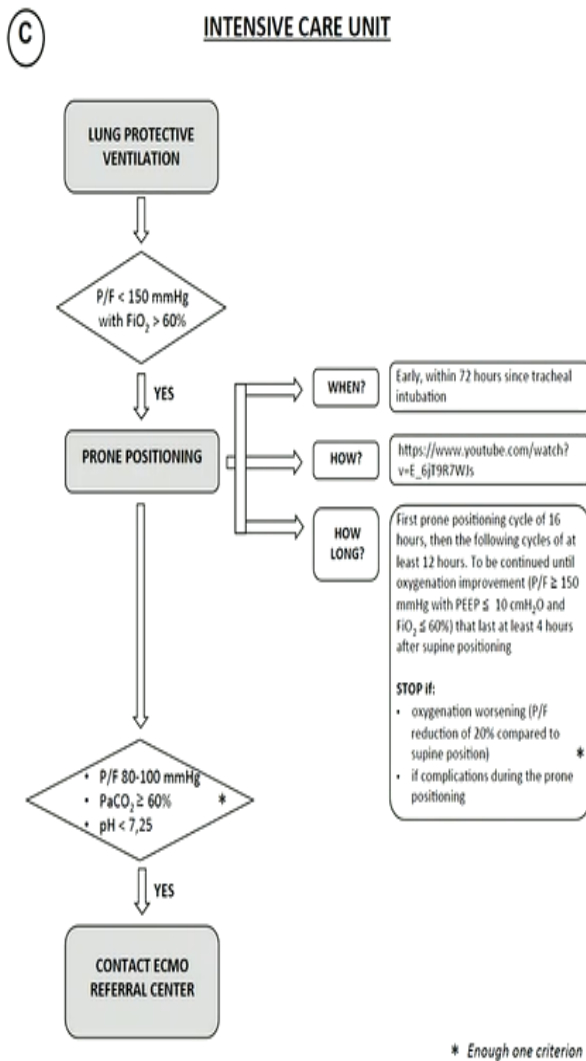 C
INTENSIVE CARE UNIT
LUNG PROTECTIVE
VENTILATION
P/F < 150 mmHg
with FiO₂ > 60%
YES
PRONE POSITIONING
WHEN?
Early, within 72 hours since tracheal
intubation
HOW?
https://www.youtube.com/watch?
v=E_6jT9R7WJs
HOW
LONG?
First prone positioning cycle of 16
hours, then the following cycles of at
least 12 hours. To be continued until
oxygenation improvement (P/F ≥ 150
mmHg with PEEP ≤ 10 cmH₂O and
FiO₂ ≤ 60%) that last at least 4 hours
after supine positioning
STOP if:
• oxygenation worsening (P/F
reduction of 20% compared to
supine position) *
• if complications during the prone
positioning
• P/F 80-100 mmHg
• PaCO₂ ≥ 60% *
• pH < 7,25
YES
CONTACT ECMO
REFERRAL CENTER
* Enough one criterion